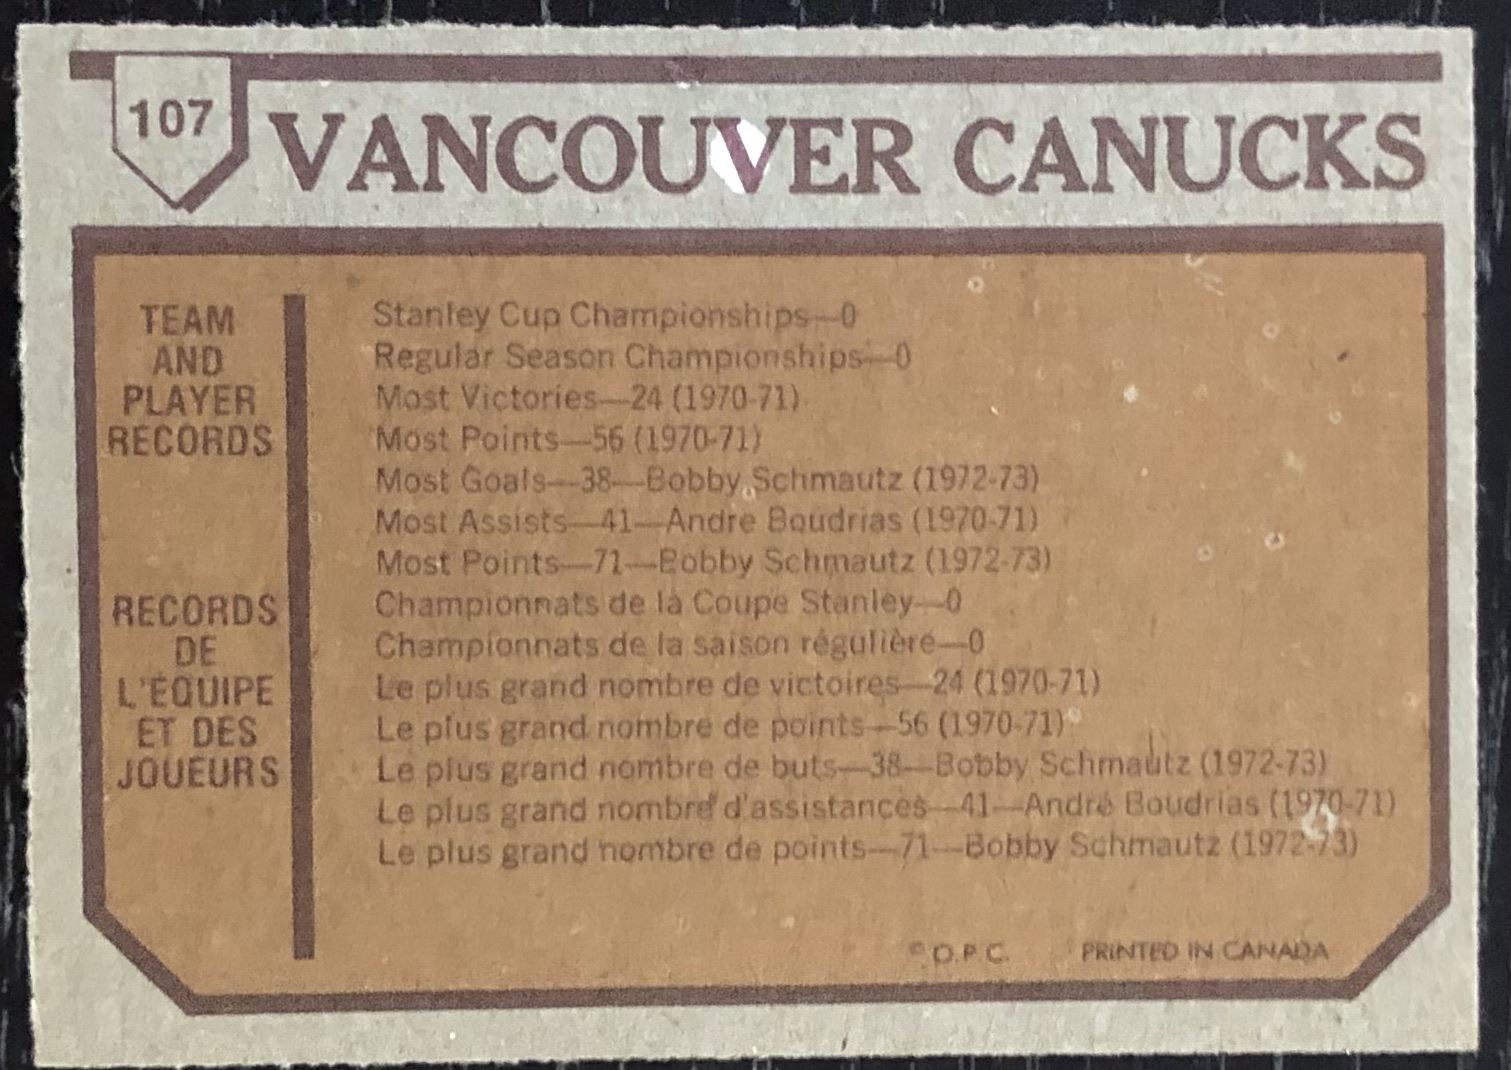 107
VANCOUVER CANUCKS
TEAM
AND
PLAYER
RECORDS
Stanley Cup Championships—0
Regular Season Championships—0
Most Victories—24 (1970-71)
Most Points—56 (1970-71)
Most Goals—38—Bobby Schmautz (1972-73)
Most Assists—41—Andre Boudrias (1970-71)
Most Points—71—Bobby Schmautz (1972-73)
RECORDS
DE
L'ÉQUIPE
ET DES
JOUEURS
Championnats de la Coupe Stanley—0
Championnats de la saison régulière—0
Le plus grand nombre de victoires—24 (1970-71)
Le plus grand nombre de points—56 (1970-71)
Le plus grand nombre de buts—38—Bobby Schmautz (1972-73)
Le plus grand nombre d'assistances—41—André Boudrias (1970-71)
Le plus grand nombre de points—71—Bobby Schmautz (1972-73)
© O.P.C. PRINTED IN CANADA